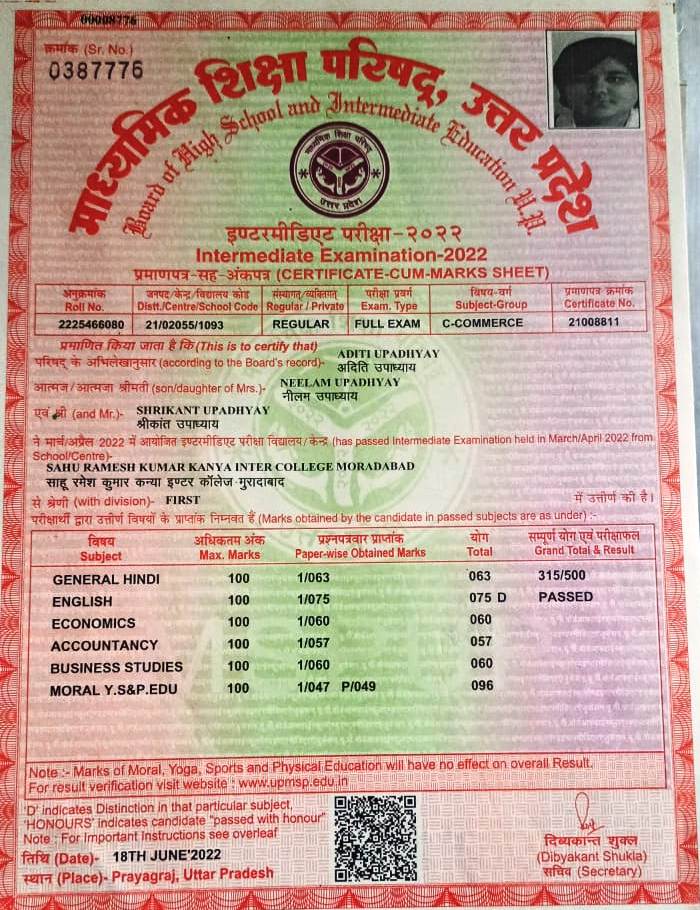 00008776
क्रमांक (Sr. No.)
0387776
माध्यमिक शिक्षा परिषद्, उत्तर प्रदेश
Board of High School and Intermediate Education U.P.
माध्यमिक शिक्षा परिषद्
उत्तर प्रदेश
इण्टरमीडिएट परीक्षा-२०२२
Intermediate Examination-2022
प्रमाणपत्र-सह-अंकपत्र (CERTIFICATE-CUM-MARKS SHEET)
अनुक्रमांक जनपद/केन्द्र/विद्यालय कोड संस्थागत/व्यक्तिगत परीक्षा प्रवर्ग विषय-वर्ग प्रमाणपत्र क्रमांक
Roll No. Distt./Centre/School Code Regular / Private Exam. Type Subject-Group Certificate No.
2225466080 21/02055/1093 REGULAR FULL EXAM C-COMMERCE 21008811
प्रमाणित किया जाता है कि (This is to certify that)
ADITI UPADHYAY
परिषद् के अभिलेखानुसार (according to the Board's record)- अदिति उपाध्याय
NEELAM UPADHYAY
आत्मज/आत्मजा श्रीमती (son/daughter of Mrs.)- नीलम उपाध्याय
एवं श्री (and Mr.)- SHRIKANT UPADHYAY
श्रीकांत उपाध्याय
ने मार्च/अप्रैल 2022 में आयोजित इण्टरमीडिएट परीक्षा विद्यालय/केन्द्र (has passed Intermediate Examination held in March/April 2022 from
School/Centre)-
SAHU RAMESH KUMAR KANYA INTER COLLEGE MORADABAD
साहू रमेश कुमार कन्या इण्टर कॉलेज मुरादाबाद
से श्रेणी (with division)- FIRST में उत्तीर्ण की है।
परीक्षार्थी द्वारा उत्तीर्ण विषयों के प्राप्तांक निम्नवत हैं (Marks obtained by the candidate in passed subjects are as under) :-
विषय अधिकतम अंक प्रश्नपत्रवार प्राप्तांक योग सम्पूर्ण योग एवं परीक्षाफल
Subject Max. Marks Paper-wise Obtained Marks Total Grand Total & Result
GENERAL HINDI 100 1/063 063 315/500
ENGLISH 100 1/075 075 D PASSED
ECONOMICS 100 1/060 060
ACCOUNTANCY 100 1/057 057
BUSINESS STUDIES 100 1/060 060
MORAL Y.S&P.EDU 100 1/047 P/049 096
Note :- Marks of Moral, Yoga, Sports and Physical Education will have no effect on overall Result.
For result verification visit website : www.upmsp.edu.in
'D' indicates Distinction in that particular subject,
'HONOURS' indicates candidate "passed with honour"
Note : For Important Instructions see overleaf
तिथि (Date)- 18TH JUNE'2022
स्थान (Place)- Prayagraj, Uttar Pradesh
दिब्यकान्त शुक्ल
(Dibyakant Shukla)
सचिव (Secretary)